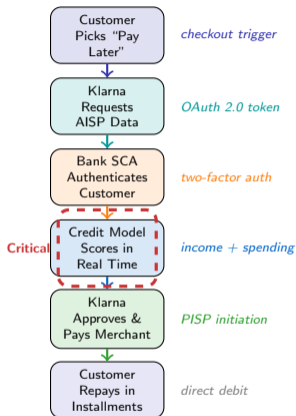 Customer
Picks “Pay
Later”
checkout trigger
Klarna
Requests
AISP Data
OAuth 2.0 token
Bank SCA
Authenticates
Customer
two-factor auth
Critical
Credit Model
Scores in
Real Time
income + spending
Klarna
Approves &
Pays Merchant
PISP initiation
Customer
Repays in
Installments
direct debit